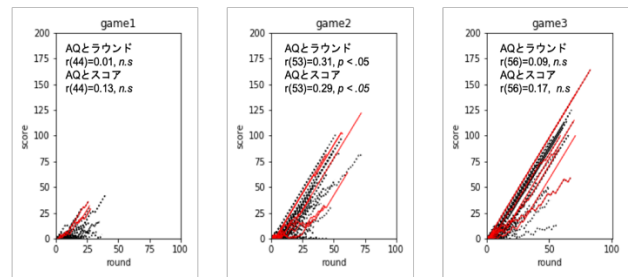 game1
AQとラウンド
r(44)=0.01, n.s
AQとスコア
r(44)=0.13, n.s
200
175
150
125
100
75
50
25
0
score
0 25 50 75 100
round
game2
AQとラウンド
r(53)=0.31, p < .05
AQとスコア
r(53)=0.29, p < .05
200
175
150
125
100
75
50
25
0
score
0 25 50 75 100
round
game3
AQとラウンド
r(56)=0.09, n.s
AQとスコア
r(56)=0.17, n.s
200
175
150
125
100
75
50
25
0
score
0 50 100
round